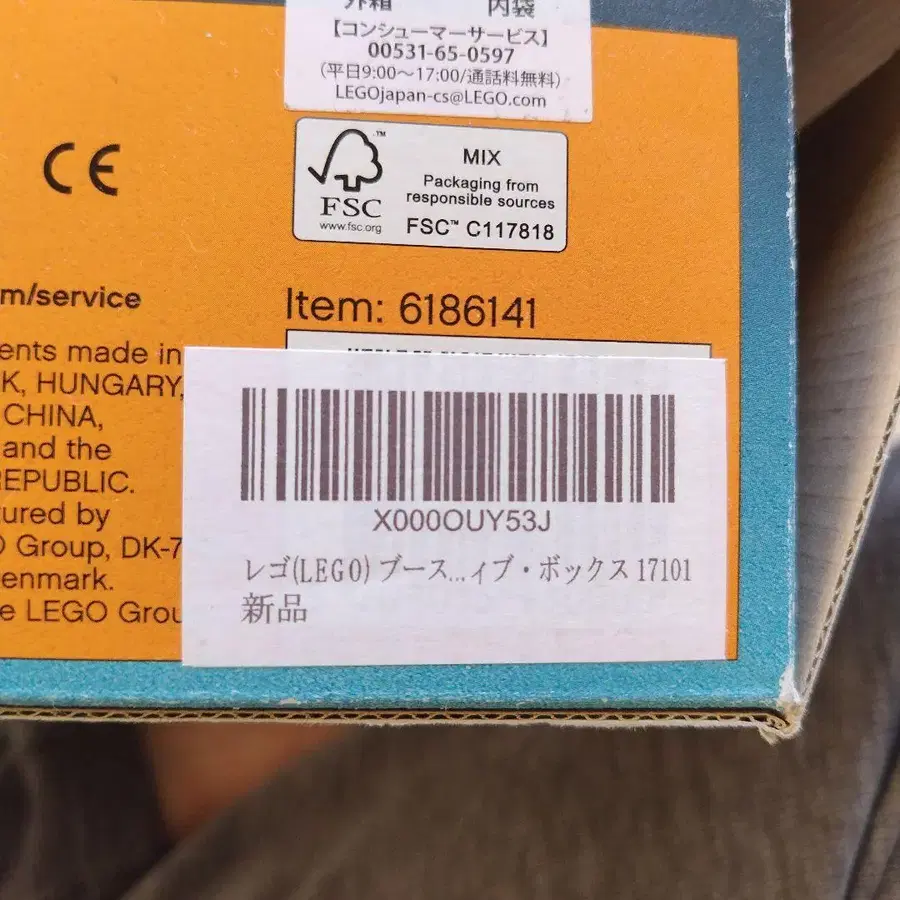 外箱 内袋
【コンシューマーサービス】
00531-65-0597
(平日9:00～17:00/通話料無料)
LEGOjapan-cs@LEGO.com
CE
FSC™
www.fsc.org
MIX
Packaging from
responsible sources
FSC™ C117818
m/service
Item: 6186141
ents made in
K, HUNGARY,
CHINA,
and the
REPUBLIC.
tured by
O Group, DK-7
enmark.
e LEGO Grou
X000OUY53J
レゴ(LEGO) ブース...ィブ・ボックス 17101
新品